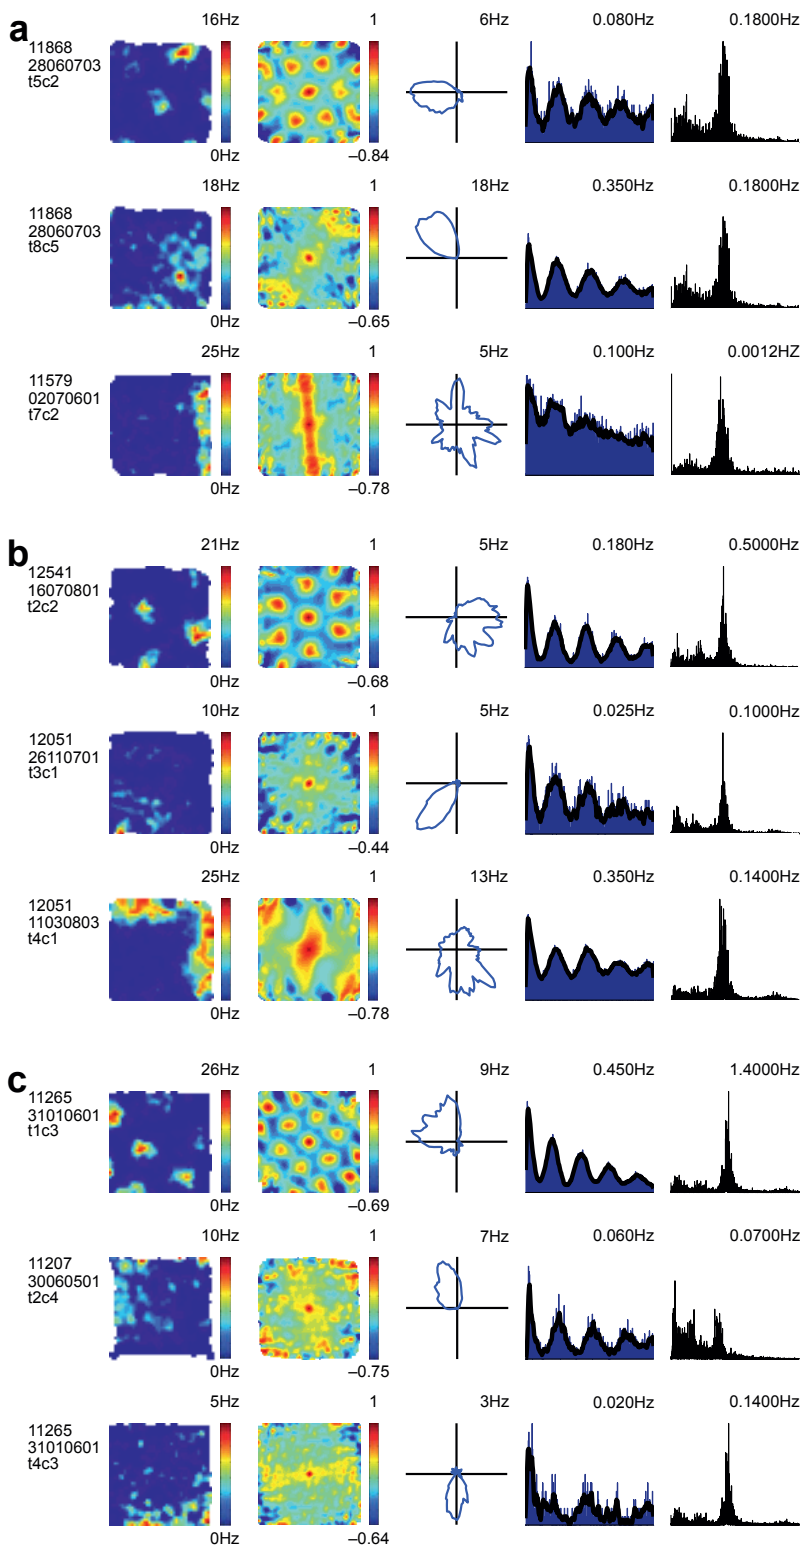 a
16Hz 1 6Hz 0.080Hz 0.1800Hz
11868
28060703
t5c2
0Hz –0.84
18Hz 1 18Hz 0.350Hz 0.1800Hz
11868
28060703
t8c5
0Hz –0.65
25Hz 1 5Hz 0.100Hz 0.0012HZ
11579
02070601
t7c2
0Hz –0.78
b
21Hz 1 5Hz 0.180Hz 0.5000Hz
12541
16070801
t2c2
0Hz –0.68
10Hz 1 5Hz 0.025Hz 0.1000Hz
12051
26110701
t3c1
0Hz –0.44
25Hz 1 13Hz 0.350Hz 0.1400Hz
12051
11030803
t4c1
0Hz –0.78
c
26Hz 1 9Hz 0.450Hz 1.4000Hz
11265
31010601
t1c3
0Hz –0.69
10Hz 1 7Hz 0.060Hz 0.0700Hz
11207
30060501
t2c4
0Hz –0.75
5Hz 1 3Hz 0.020Hz 0.1400Hz
11265
31010601
t4c3
0Hz –0.64